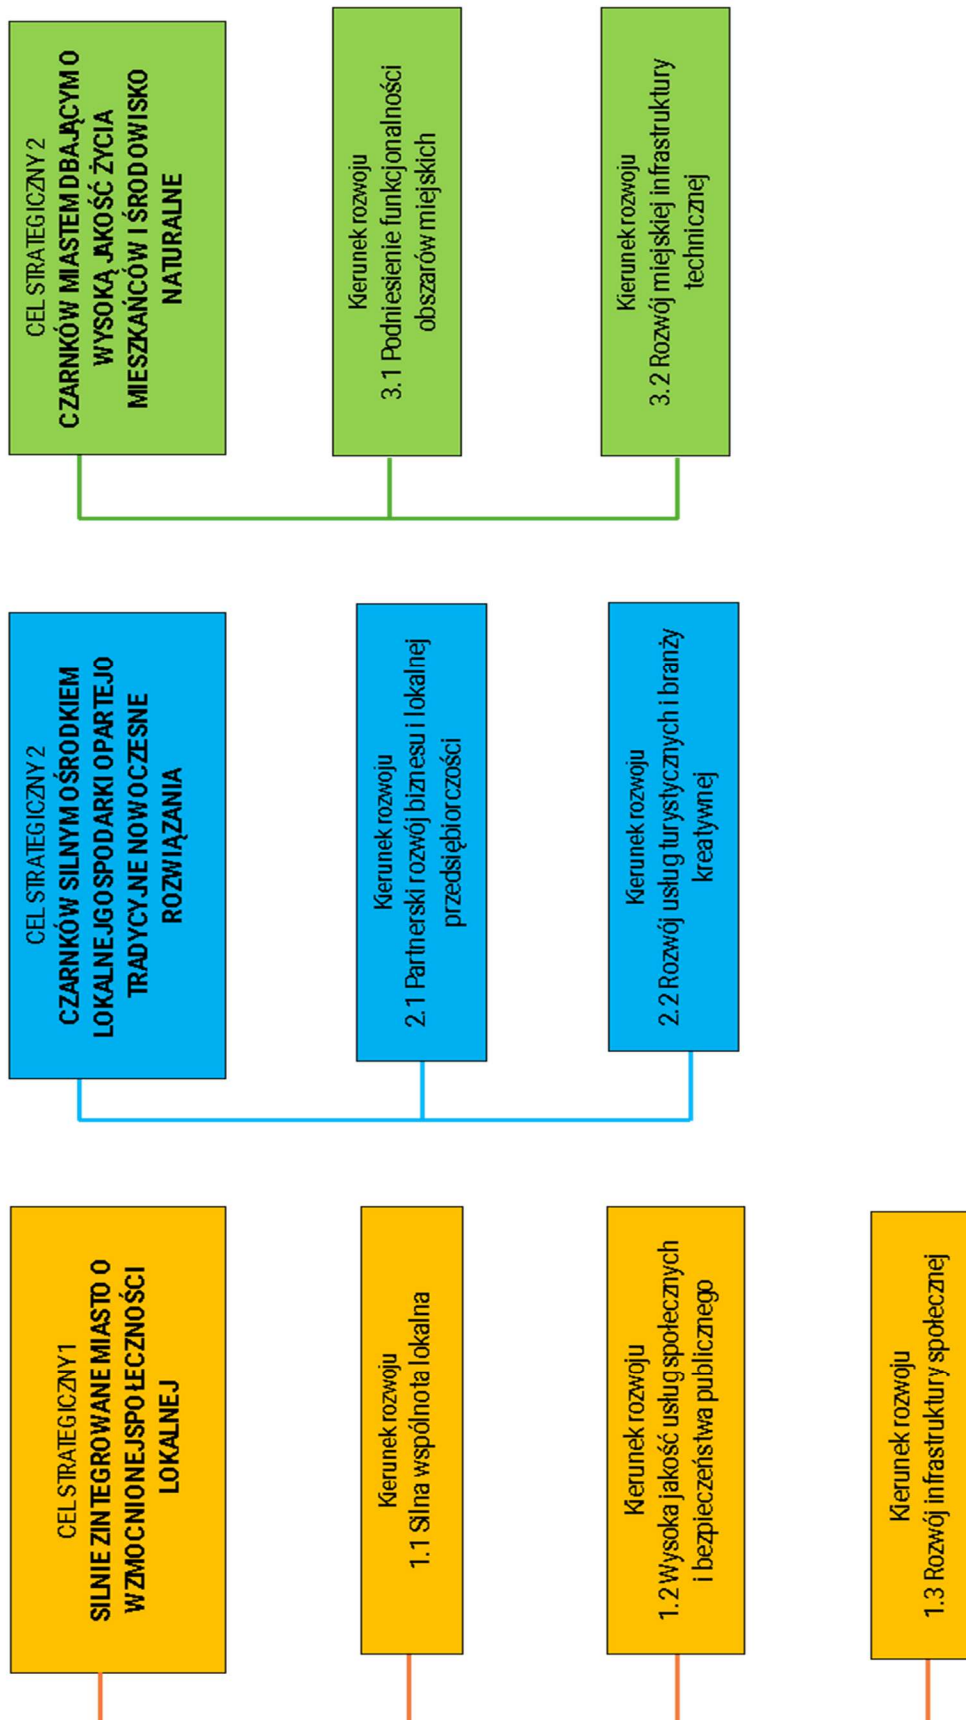 CEL STRATEGICZNY 1
SILNIE ZINTEGROWANE MIASTO O
WZMOCNIONEJ SPOŁECZNOŚCI
LOKALNEJ
Kierunek rozwoju
1.1 Silna wspólnota lokalna
Kierunek rozwoju
1.2 Wysoka jakość usług społecznych
i bezpieczeństwa publicznego
Kierunek rozwoju
1.3 Rozwój infrastruktury społecznej
CEL STRATEGICZNY 2
CZARNKÓW SILNYM OŚRODKIEM
LOKALNEJ GOSPODARKI OPARTEJ O
TRADYCYJNE NOWOCZESNE
ROZWIĄZANIA
Kierunek rozwoju
2.1 Partnerski rozwój biznesu i lokalnej
przedsiębiorczości
Kierunek rozwoju
2.2 Rozwój usług turystycznych i branży
kreatywnej
CEL STRATEGICZNY 2
CZARNKÓW MIASTEM DBAJĄCYM O
WYSOKĄ JAKOŚĆ ŻYCIA
MIESZKAŃCÓW I ŚRODOWISKO
NATURALNE
Kierunek rozwoju
3.1 Podniesienie funkcjonalności
obszarów miejskich
Kierunek rozwoju
3.2 Rozwój miejskiej infrastruktury
technicznej